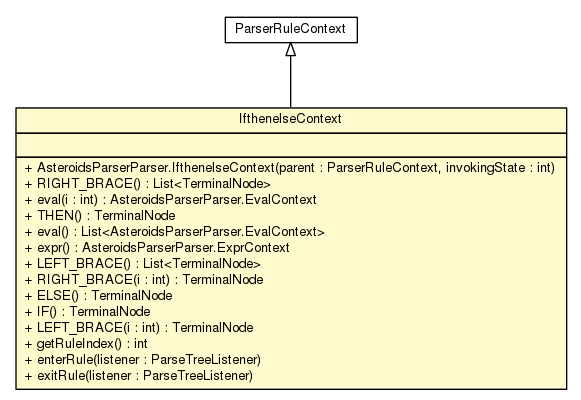 ParserRuleContext
IfthenelseContext
+ AsteroidsParserParser.IfthenelseContext(parent : ParserRuleContext, invokingState : int)
+ RIGHT_BRACE() : List<TerminalNode>
+ eval(i : int) : AsteroidsParserParser.EvalContext
+ THEN() : TerminalNode
+ eval() : List<AsteroidsParserParser.EvalContext>
+ expr() : AsteroidsParserParser.ExprContext
+ LEFT_BRACE() : List<TerminalNode>
+ RIGHT_BRACE(i : int) : TerminalNode
+ ELSE() : TerminalNode
+ IF() : TerminalNode
+ LEFT_BRACE(i : int) : TerminalNode
+ getRuleIndex() : int
+ enterRule(listener : ParseTreeListener)
+ exitRule(listener : ParseTreeListener)